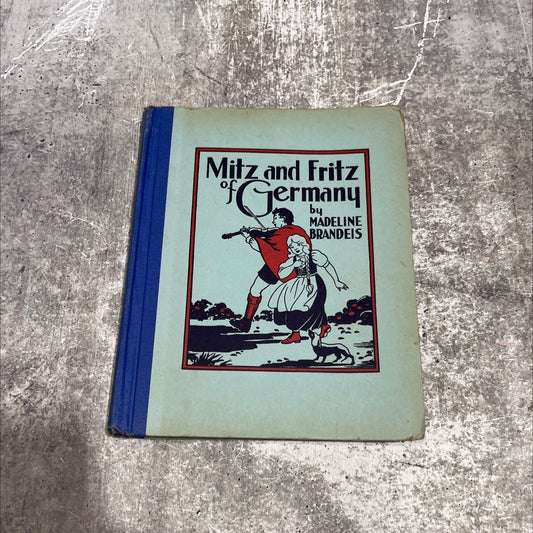 Mitz and Fritz
of Germany
by
MADELINE
BRANDEIS